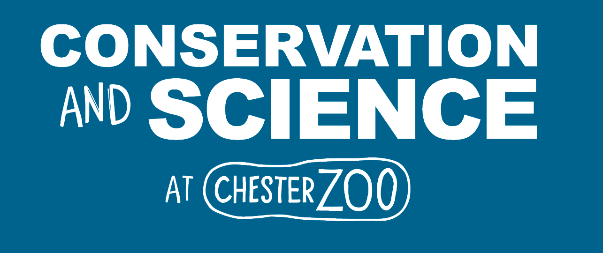 CONSERVATION
AND SCIENCE
AT CHESTER ZOO